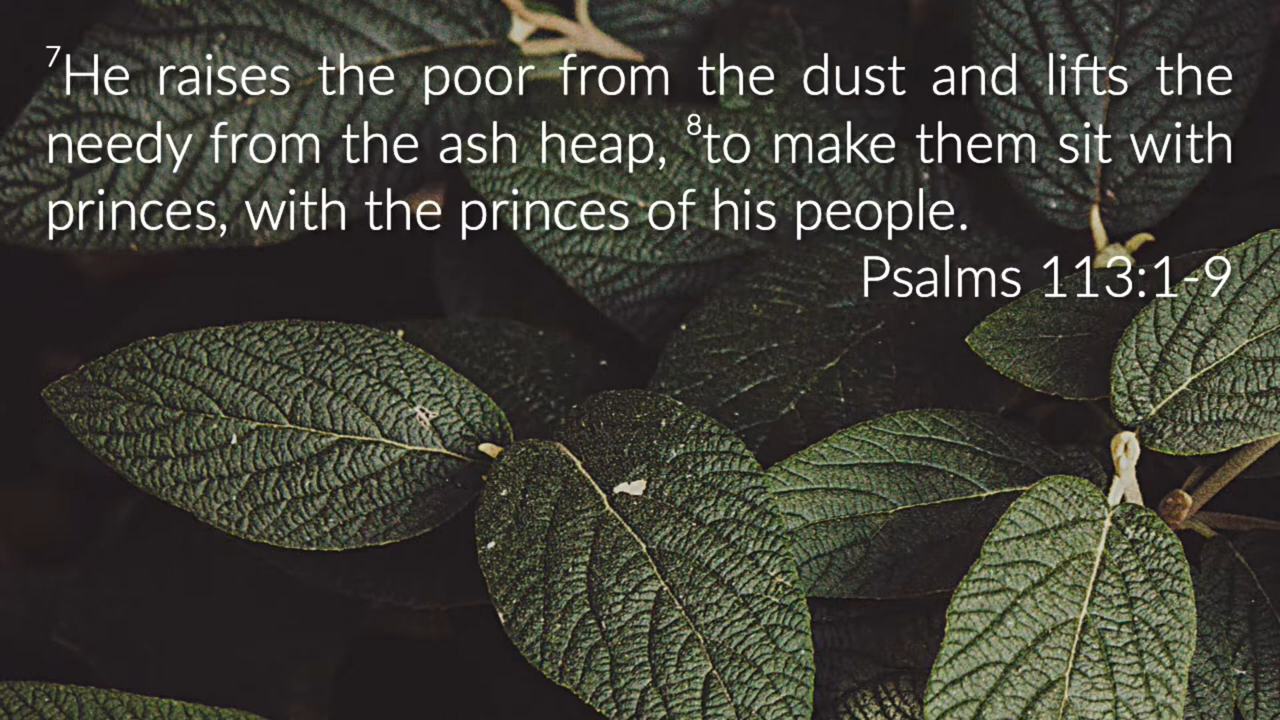 ⁷He raises the poor from the dust and lifts the
needy from the ash heap, ⁸to make them sit with
princes, with the princes of his people.
Psalms 113:1-9